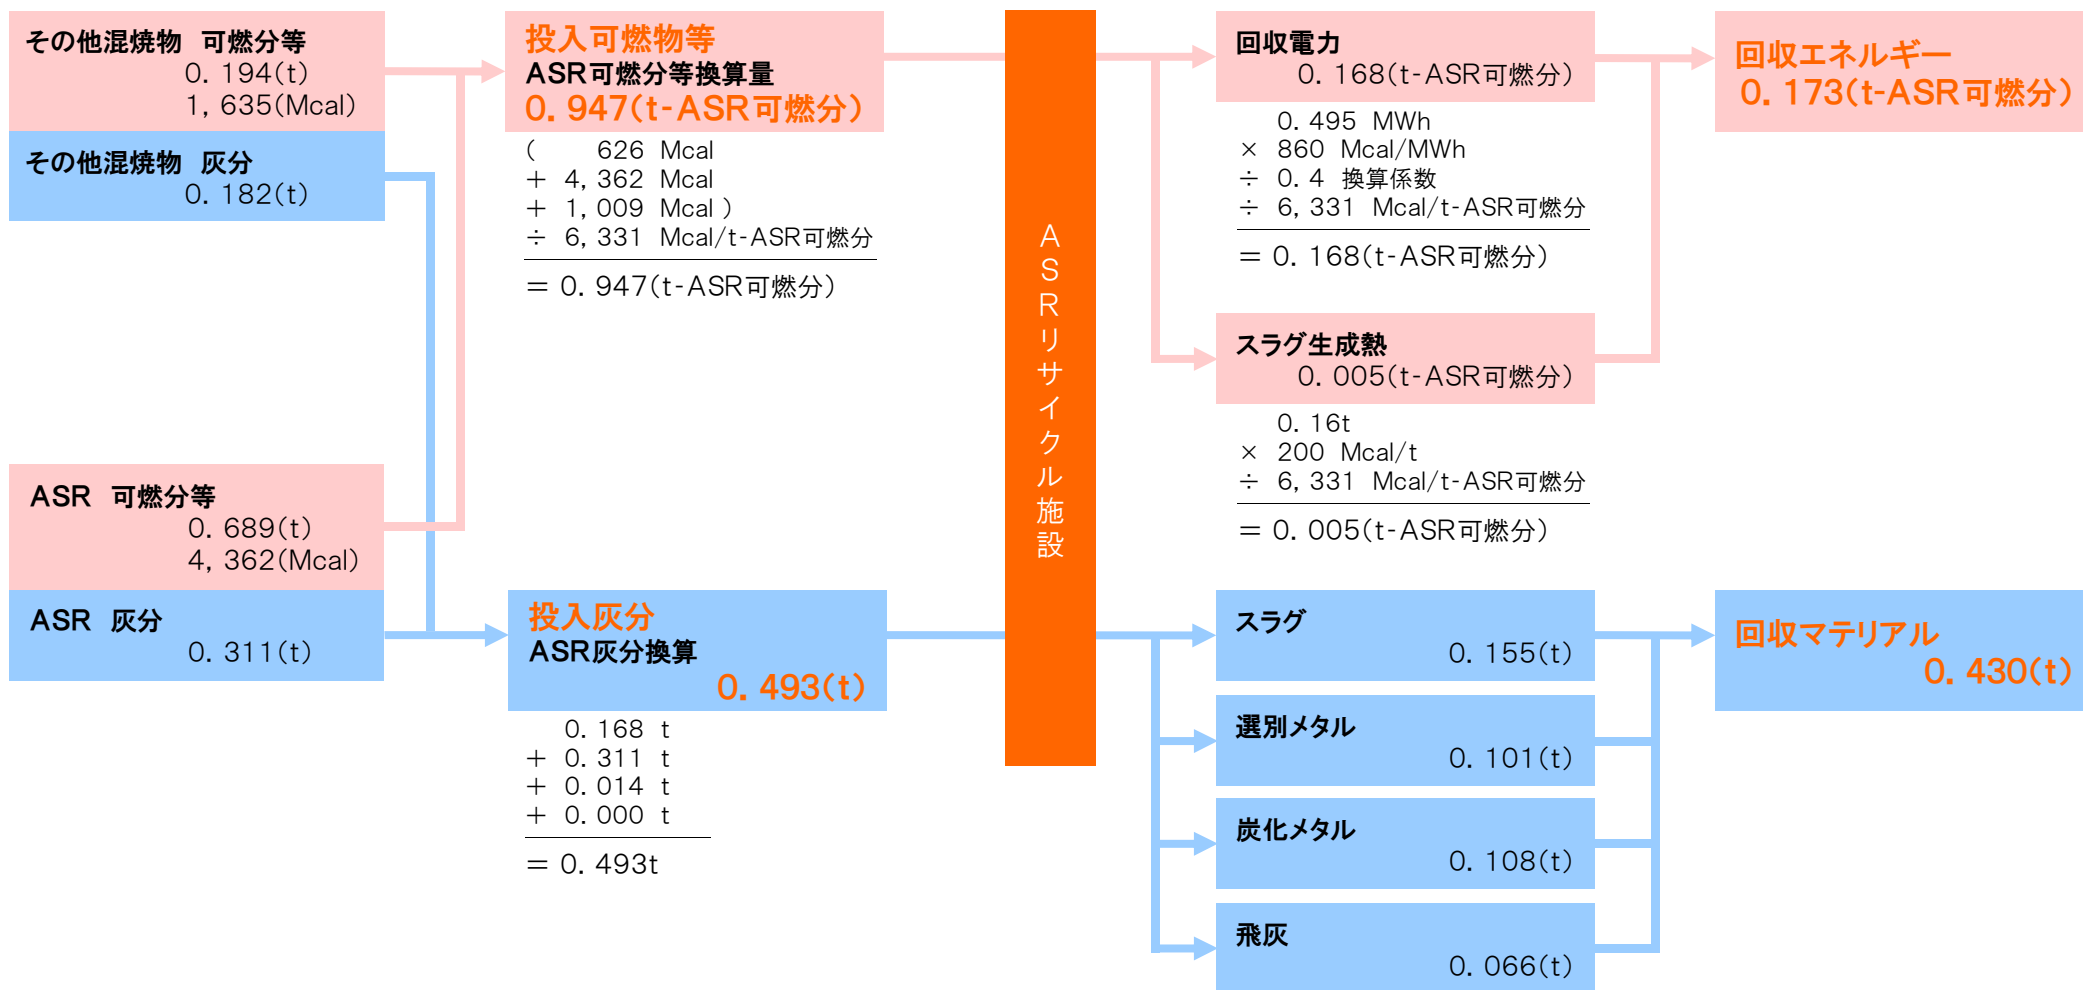 その他混焼物 可燃分等
0.194(t)
1,635(Mcal)
その他混焼物 灰分
0.182(t)
ASR 可燃分等
0.689(t)
4,362(Mcal)
ASR 灰分
0.311(t)
投入可燃物等
ASR可燃分等換算量
0.947(t-ASR可燃分)
( 626 Mcal
+ 4,362 Mcal
+ 1,009 Mcal )
÷ 6,331 Mcal/t-ASR可燃分
= 0.947(t-ASR可燃分)
投入灰分
ASR灰分換算
0.493(t)
0.168 t
+ 0.311 t
+ 0.014 t
+ 0.000 t
= 0.493t
ASRリサイクル施設
回収電力
0.168(t-ASR可燃分)
0.495 MWh
× 860 Mcal/MWh
÷ 0.4 換算係数
÷ 6,331 Mcal/t-ASR可燃分
= 0.168(t-ASR可燃分)
スラグ生成熱
0.005(t-ASR可燃分)
0.16t
× 200 Mcal/t
÷ 6,331 Mcal/t-ASR可燃分
= 0.005(t-ASR可燃分)
スラグ
0.155(t)
選別メタル
0.101(t)
炭化メタル
0.108(t)
飛灰
0.066(t)
回収エネルギー
0.173(t-ASR可燃分)
回収マテリアル
0.430(t)